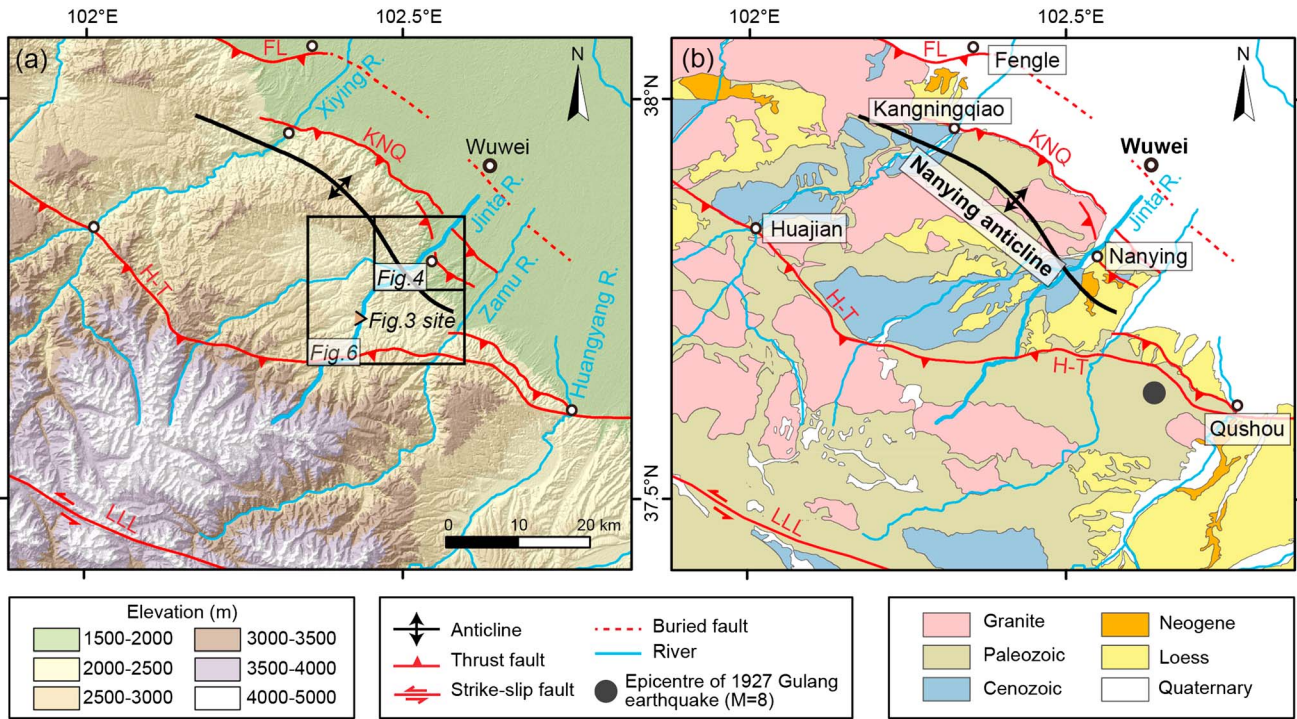 102°E
102.5°E
102°E
102.5°E
(a)
FL
Xiying R.
N
KNQ
Wuwei
Jinta R.
H-T
Fig.4
Zamu R.
Fig.3 site
Fig.6
Huangyang R.
LLL
0 10 20 km
(b)
FL
Fengle
N
38°N
Kangningqiao
KNQ
Wuwei
Nanying anticline
Jinta R.
Huajian
Nanying
H-T
H-T
Qushou
37.5°N
LLL
Elevation (m)
1500-2000
2000-2500
2500-3000
3000-3500
3500-4000
4000-5000
Anticline
Thrust fault
Strike-slip fault
Buried fault
River
Epicentre of 1927 Gulang
earthquake (M=8)
Granite
Paleozoic
Cenozoic
Neogene
Loess
Quaternary